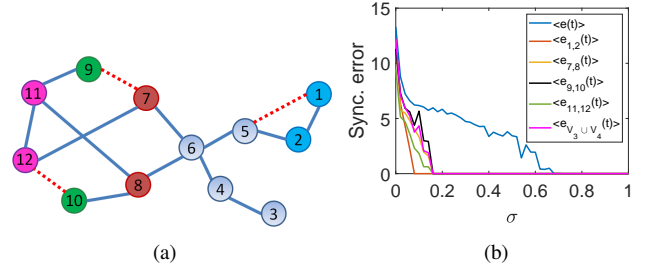 9
1
11
7
5
2
6
12
8
4
10
3
(a)
15
10
5
0
Sync. error
0 0.2 0.4 0.6 0.8 1
σ
<e(t)>
<e1,2(t)>
<e7,8(t)>
<e9,10(t)>
<e11,12(t)>
<eV3 ∪ V4(t)>
(b)